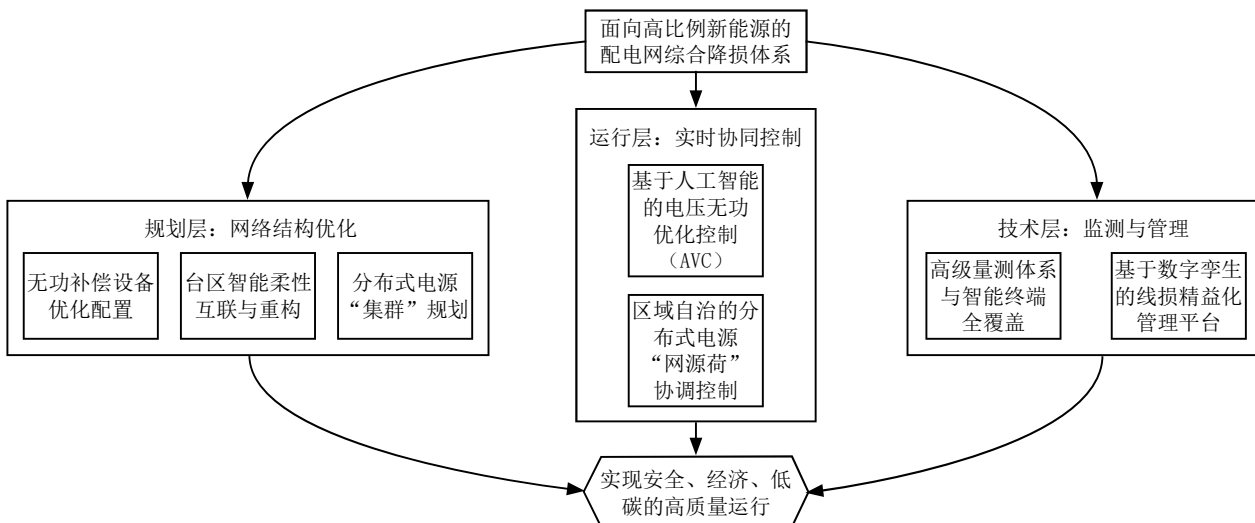 面向高比例新能源的
配电网综合降损体系
运行层：实时协同控制
基于人工智能
的电压无功
优化控制
（AVC）
区域自治的分
布式电源
“网源荷”
协调控制
规划层：网络结构优化
无功补偿设备
优化配置
台区智能柔性
互联与重构
分布式电源
“集群”规划
技术层：监测与管理
高级量测体系
与智能终端
全覆盖
基于数字孪生
的线损精益化
管理平台
实现安全、经济、低
碳的高质量运行